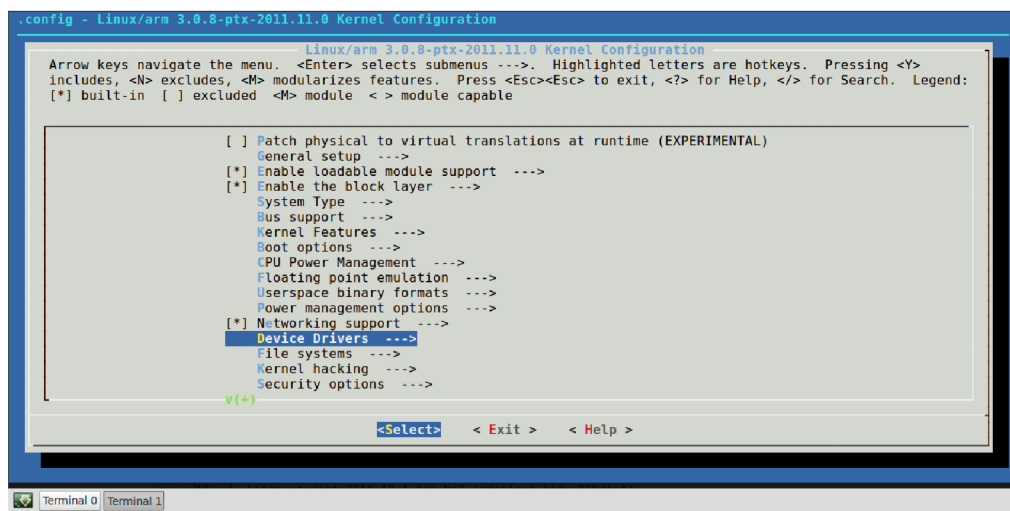 .config - Linux/arm 3.0.8-ptx-2011.11.0 Kernel Configuration
Linux/arm 3.0.8-ptx-2011.11.0 Kernel Configuration
Arrow keys navigate the menu.  <Enter> selects submenus --->.  Highlighted letters are hotkeys.  Pressing <Y>
includes, <N> excludes, <M> modularizes features.  Press <Esc><Esc> to exit, <?> for Help, </> for Search.  Legend:
[*] built-in  [ ] excluded  <M> module  < > module capable
[ ] Patch physical to virtual translations at runtime (EXPERIMENTAL)
General setup  --->
[*] Enable loadable module support  --->
[*] Enable the block layer  --->
System Type  --->
Bus support  --->
Kernel Features  --->
Boot options  --->
CPU Power Management  --->
Floating point emulation  --->
Userspace binary formats  --->
Power management options  --->
[*] Networking support  --->
Device Drivers  --->
File systems  --->
Kernel hacking  --->
Security options  --->
v(+)
<Select>    < Exit >    < Help >
Terminal 0 Terminal 1